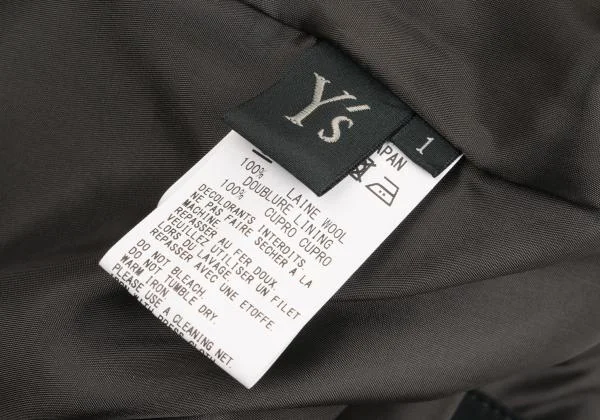 Y's
1
JAPAN
100% LAINE WOOL
DOUBLURE LINING
100% CUPRO CUPRO
DECOLORANTS INTERDITS.
NE PAS FAIRE SECHER A LA
MACHINE
REPASSER AU FER DOUX.
VEUILLEZ UTILISER UN FILET
LORS DU LAVAGE.
REPASSER AVEC UNE ETOFFE.
DO NOT BLEACH.
DO NOT TUMBLE DRY.
WARM IRON
PLEASE USE A CLEANING NET.
PRESS CLOTH